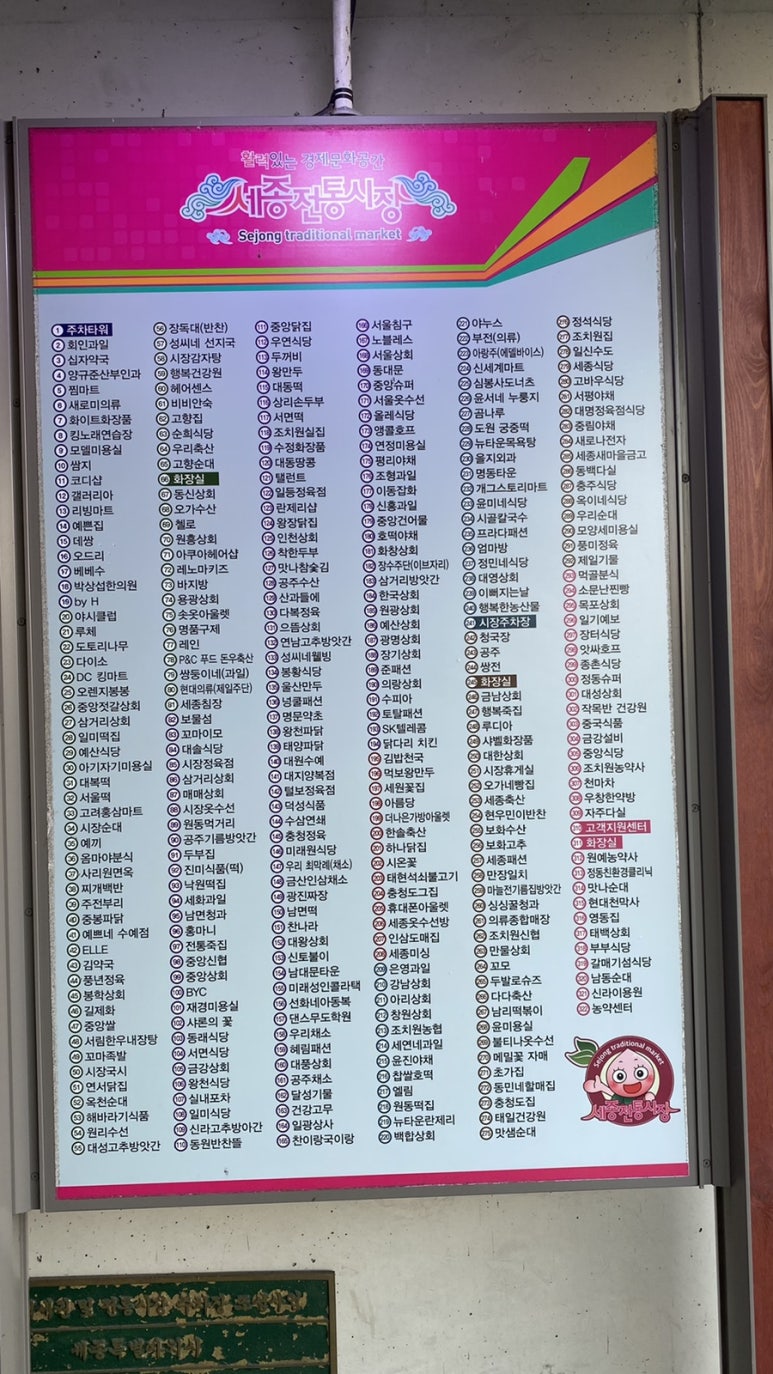 활력있는 경제문화공간
세종전통시장
Sejong traditional market
1 주차타워
2 회인과일
3 십자약국
4 양규준산부인과
5 찜마트
6 새로미의류
7 화이트화장품
8 킹노래연습장
9 모델미용실
10 쌈지
11 코디샵
12 갤러리아
13 리빙마트
14 예쁜집
15 데쌍
16 오드리
17 베베수
18 박상섭한의원
19 by H
20 야시클럽
21 루체
22 도토리나무
23 다이소
24 DC 킹마트
25 오렌지봉봉
26 중앙젓갈상회
27 삼거리상회
28 일미떡집
29 예산식당
30 아기자기미용실
31 대복떡
32 서울떡
33 고려홍삼마트
34 시장순대
35 예끼
36 옴마야분식
37 사리원면옥
38 찌개백반
39 주전부리
40 중봉파닭
41 예쁘네 수예점
42 ELLE
43 김약국
44 풍년정육
45 봉학상회
46 길제화
47 중앙쌀
48 서림한우내장탕
49 꼬마족발
50 시장국시
51 연서닭집
52 옥천순대
53 해바라기식품
54 원리수선
55 대성고추방앗간
56 장독대(반찬)
57 성씨네 선지국
58 시장감자탕
59 행복건강원
60 헤어센스
61 비비안숙
62 고향집
63 순희식당
64 우리축산
65 고향순대
66 화장실
67 동신상회
68 오가수산
69 첼로
70 원흥상회
71 아쿠아헤어샵
72 레노마키즈
73 바지방
74 용광상회
75 숏옷아울렛
76 명품구제
77 레인
78 P&C 푸드 돈우축산
79 쌍둥이네(과일)
80 현대의류(제일주단)
81 세종침장
82 보물섬
83 꼬마이모
84 대솔식당
85 시장정육점
86 삼거리상회
87 매매상회
88 시장옷수선
89 원동먹거리
90 공주기름방앗간
91 두부집
92 진미식품(떡)
93 낙원떡집
94 세화과일
95 남면청과
96 홍마니
97 전통죽집
98 중앙신협
99 중앙상회
100 BYC
101 재경미용실
102 샤론의 꽃
103 동래식당
104 서면식당
105 금강상회
106 왕천식당
107 실내포차
108 일미식당
109 신라고추방아간
110 동원반찬뜰
111 중앙닭집
112 우연식당
113 두꺼비
114 왕만두
115 대동떡
116 상리손두부
117 서면떡
118 조치원실집
119 수정화장품
120 대동땅콩
121 탤런트
122 일등정육점
123 란제리샵
124 왕장닭집
125 인천상회
126 착한두부
127 맛나참숯김
128 공주수산
129 산과들에
130 다복정육
131 으뜸상회
132 연남고추방앗간
133 성씨네웰빙
134 봉황식당
135 울산만두
136 넝쿨패션
137 명문약초
138 왕천파닭
139 태양파닭
140 대원수예
141 대지양복점
142 털보정육점
143 덕성식품
144 수삼연쇄
145 충청정육
146 미래원식당
147 우리 최막례(채소)
148 금산인삼채소
149 광진짜장
150 남면떡
151 찬나라
152 대왕상회
153 신토불이
154 남대문타운
155 미래성인콜라텍
156 선화네아동복
157 댄스무도학원
158 우리채소
159 혜림패션
160 대풍상회
161 공주채소
162 달성기물
163 건강고무
164 일광상사
165 찬이랑국이랑
166 서울침구
167 노블레스
168 서울상회
169 동대문
170 중앙슈퍼
171 서울옷수선
172 올레식당
173 앵콜호프
174 연정미용실
175 평리야채
176 조형과일
177 이동잡화
178 신흥과일
179 중앙건어물
180 호떡야채
181 화창상회
182 장수주단(이브자리)
183 삼거리방앗간
184 한국상회
185 원광상회
186 예산상회
187 광명상회
188 장기상회
189 준패션
190 의랑상회
191 수피아
192 토탈패션
193 SK텔레콤
194 닭다리 치킨
195 김밥천국
196 먹보왕만두
197 세원꽃집
198 아름당
199 더나은가방아울렛
200 한솔축산
201 하나닭집
202 시온꽃
203 태현석쇠불고기
204 충청도그집
205 휴대폰아울렛
206 세종옷수선방
207 인삼도매집
208 세종미싱
209 은영과일
210 강남상회
211 아리상회
212 창원상회
213 조치원농협
214 세연네과일
215 윤진야채
216 찹쌀호떡
217 엘림
218 원동떡집
219 뉴타운란제리
220 백합상회
221 야누스
222 부전(의류)
223 아랑주(에델바이스)
224 신세계마트
225 심봉사도너츠
226 윤서네 누룽지
227 곰나루
228 도원 궁중떡
229 뉴타운목욕탕
230 을지외과
231 명동타운
232 개그스토리마트
233 윤미네식당
234 시골칼국수
235 프라다패션
236 엄마방
237 정민네식당
238 대영상회
239 이뻐지는날
240 행복한농산물
241 시장주차장
242 청국장
243 공주
244 쌍전
245 화장실
246 금남상회
247 행복죽집
248 루디아
249 샤벨화장품
250 대한상회
251 시장휴게실
252 오가네빵집
253 세종축산
254 현우민이반찬
255 보화수산
256 보화고추
257 세종패션
258 만장일치
259 마늘전기름집방앗간
260 싱싱꿀청과
261 의류종합매장
262 조치원신협
263 만물상회
264 꼬모
265 두발로슈즈
266 다다축산
267 남리떡볶이
268 윤미용실
269 불티나옷수선
270 메밀꽃 자매
271 초가집
272 동민네할매집
273 충청도집
274 태일건강원
275 맛샘순대
276 정석식당
277 조치원집
278 일신수도
279 세종식당
280 고바우식당
281 서평야채
282 대명정육점식당
283 중림야채
284 새로나전자
285 세종새마을금고
286 동백다실
287 충주식당
288 옥이네식당
289 우리순대
290 모양세미용실
291 풍미정육
292 제일기물
293 먹골분식
294 소문난찐빵
295 목포상회
296 일기예보
297 장터식당
298 앗싸호프
299 종촌식당
300 정동슈퍼
301 대성상회
302 작목반 건강원
303 중국식품
304 금강설비
305 중앙식당
306 조치원농약사
307 천마차
308 우창한약방
309 자주다실
310 고객지원센터
311 화장실
312 원예농약사
313 정동친환경클리닉
314 맛나순대
315 현대천막사
316 영동집
317 태백상회
318 부부식당
319 갈매기섬식당
320 남동순대
321 신라이용원
322 농약센터
Sejong traditional market
세종전통시장